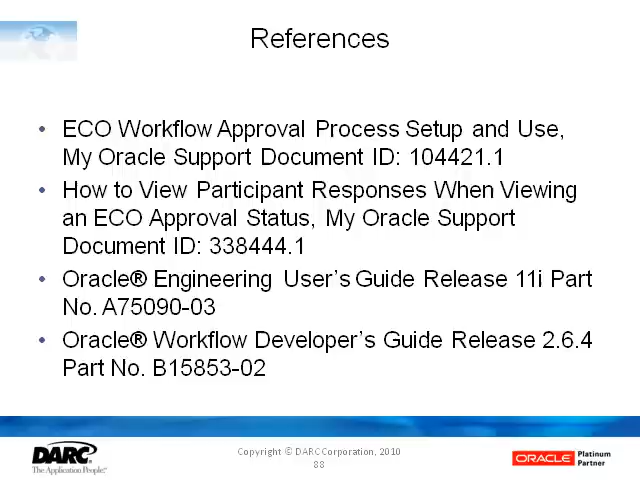 References
• ECO Workflow Approval Process Setup and Use,
My Oracle Support Document ID: 104421.1
• How to View Participant Responses When Viewing
an ECO Approval Status, My Oracle Support
Document ID: 338444.1
• Oracle® Engineering User’s Guide Release 11i Part
No. A75090-03
• Oracle® Workflow Developer’s Guide Release 2.6.4
Part No. B15853-02
DARC
The Application People.
Copyright © DARC Corporation, 2010
88
ORACLE
Platinum
Partner